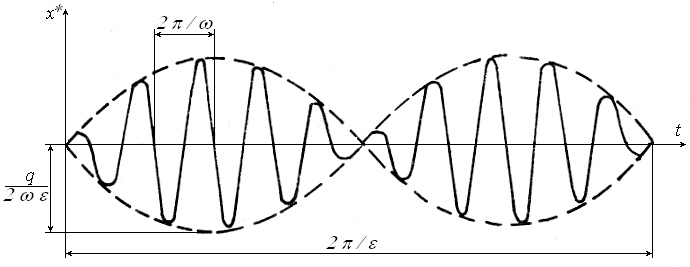 x*
2 π / ω
t
q
2 ω ε
2 π / ε